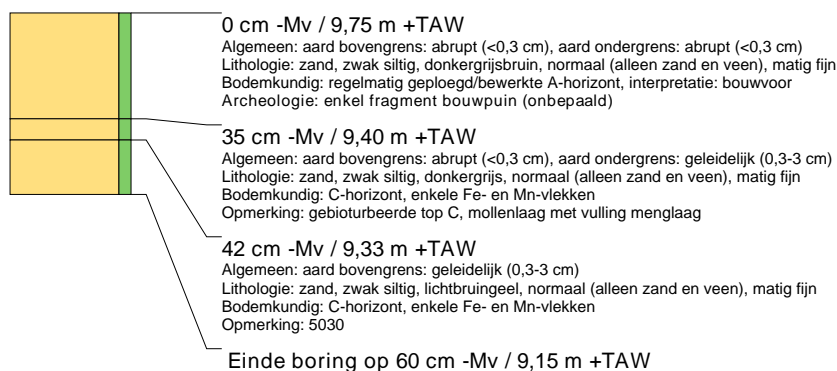 0 cm -Mv / 9,75 m +TAW
Algemeen: aard bovengrens: abrupt (<0,3 cm), aard ondergrens: abrupt (<0,3 cm)
Lithologie: zand, zwak siltig, donkergrijsbruin, normaal (alleen zand en veen), matig fijn
Bodemkundig: regelmatig geploegd/bewerkte A-horizont, interpretatie: bouwvoor
Archeologie: enkel fragment bouwpuin (onbepaald)
35 cm -Mv / 9,40 m +TAW
Algemeen: aard bovengrens: abrupt (<0,3 cm), aard ondergrens: geleidelijk (0,3-3 cm)
Lithologie: zand, zwak siltig, donkergrijs, normaal (alleen zand en veen), matig fijn
Bodemkundig: C-horizont, enkele Fe- en Mn-vlekken
Opmerking: gebioturbeerde top C, mollenlaag met vulling menglaag
42 cm -Mv / 9,33 m +TAW
Algemeen: aard bovengrens: geleidelijk (0,3-3 cm)
Lithologie: zand, zwak siltig, lichtbruingeel, normaal (alleen zand en veen), matig fijn
Bodemkundig: C-horizont, enkele Fe- en Mn-vlekken
Opmerking: 5030
Einde boring op 60 cm -Mv / 9,15 m +TAW